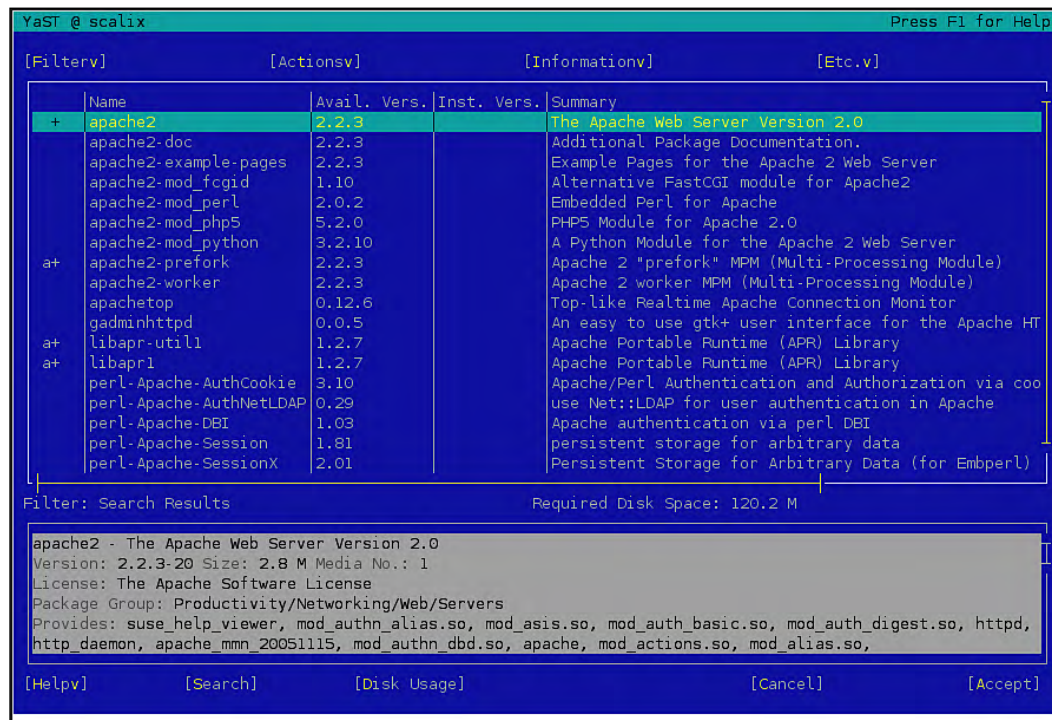 YaST @ scalix Press F1 for Help
[Filterv] [Actionsv] [Informationv] [Etc.v]
Name Avail. Vers. Inst. Vers. Summary
+ apache2 2.2.3 The Apache Web Server Version 2.0
apache2-doc 2.2.3 Additional Package Documentation.
apache2-example-pages 2.2.3 Example Pages for the Apache 2 Web Server
apache2-mod_fcgid 1.10 Alternative FastCGI module for Apache2
apache2-mod_perl 2.0.2 Embedded Perl for Apache
apache2-mod_php5 5.2.0 PHP5 Module for Apache 2.0
apache2-mod_python 3.2.10 A Python Module for the Apache 2 Web Server
a+ apache2-prefork 2.2.3 Apache 2 "prefork" MPM (Multi-Processing Module)
apache2-worker 2.2.3 Apache 2 worker MPM (Multi-Processing Module)
apachetop 0.12.6 Top-like Realtime Apache Connection Monitor
gadminhttpd 0.0.5 An easy to use gtk+ user interface for the Apache HT
a+ libapr-util1 1.2.7 Apache Portable Runtime (APR) Library
a+ libapr1 1.2.7 Apache Portable Runtime (APR) Library
perl-Apache-AuthCookie 3.10 Apache/Perl Authentication and Authorization via coo
perl-Apache-AuthNetLDAP 0.29 use Net::LDAP for user authentication in Apache
perl-Apache-DBI 1.03 Apache authentication via perl DBI
perl-Apache-Session 1.81 persistent storage for arbitrary data
perl-Apache-SessionX 2.01 Persistent Storage for Arbitrary Data (for Embperl)
Filter: Search Results Required Disk Space: 120.2 M
apache2 - The Apache Web Server Version 2.0
Version: 2.2.3-20 Size: 2.8 M Media No.: 1
License: The Apache Software License
Package Group: Productivity/Networking/Web/Servers
Provides: suse_help_viewer, mod_authn_alias.so, mod_asis.so, mod_auth_basic.so, mod_auth_digest.so, httpd,
http_daemon, apache_mmn_20051115, mod_authn_dbd.so, apache, mod_actions.so, mod_alias.so,
[Helpv] [Search] [Disk Usage] [Cancel] [Accept]